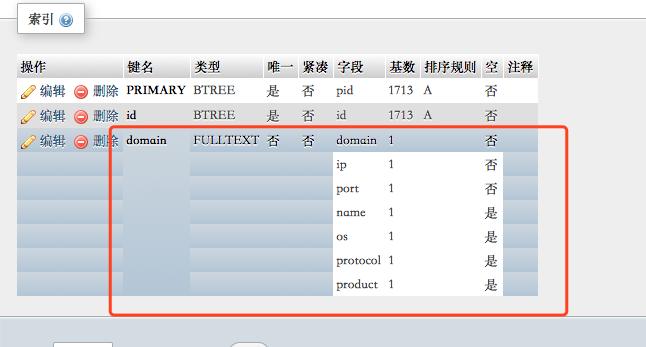 索引
操作 键名 类型 唯一 紧凑 字段 基数 排序规则 空 注释
编辑 删除 PRIMARY BTREE 是 否 pid 1713 A 否
编辑 删除 id BTREE 是 否 id 1713 A 否
编辑 删除 domain FULLTEXT 否 否 domain 1 否
ip 1 否
port 1 否
name 1 是
os 1 是
protocol 1 是
product 1 是